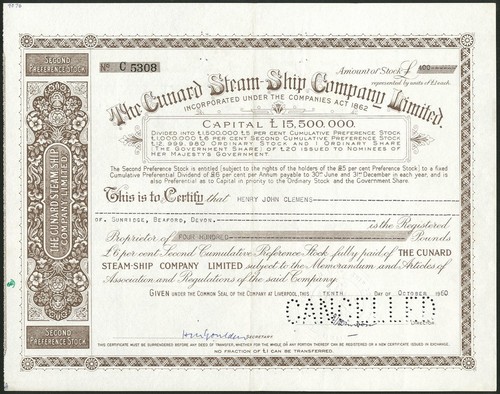 SECOND
PREFERENCE STOCK
No C 5308
Amount of Stock £ 400
represented by units of £1 each.
The Cunard Steam-Ship Company Limited
INCORPORATED UNDER THE COMPANIES ACT 1862
CAPITAL £15,500,000.
DIVIDED INTO £1,500,000 £5 PER CENT CUMULATIVE PREFERENCE STOCK
£1,000,000 £6 PER CENT SECOND CUMULATIVE PREFERENCE STOCK
£12,999,980 ORDINARY STOCK AND 1 ORDINARY SHARE
(THE GOVERNMENT SHARE) OF £20 ISSUED TO NOMINEES OF
HER MAJESTY'S GOVERNMENT.
The Second Preference Stock is entitled (subject to the rights of the holders of the £5 per cent Preference Stock) to a fixed
Cumulative Preferential Dividend of £6 per cent per Annum payable to 30th June and 31st December in each year, and is
also Preferential as to Capital in priority to the Ordinary Stock and the Government Share.
THE CUNARD STEAM SHIP
COMPANY LIMITED
This is to Certify that HENRY JOHN CLEMENS
of SUNRIDGE, BEAFORD, DEVON.
is the Registered
Proprietor of FOUR HUNDRED Pounds
£6 per cent Second Cumulative Preference Stock fully paid of THE CUNARD
STEAM-SHIP COMPANY LIMITED subject to the Memorandum and Articles of
Association and Regulations of the said Company.
GIVEN UNDER THE COMMON SEAL OF THE COMPANY AT LIVERPOOL, THIS TENTH DAY OF OCTOBER 1960
CANCELLED
SECRETARY
SECOND
PREFERENCE STOCK
THIS CERTIFICATE MUST BE SURRENDERED BEFORE ANY DEED OF TRANSFER, WHETHER FOR THE WHOLE OR ANY PORTION THEREOF, CAN BE REGISTERED OR A NEW CERTIFICATE ISSUED IN EXCHANGE.
NO FRACTION OF £1 CAN BE TRANSFERRED.